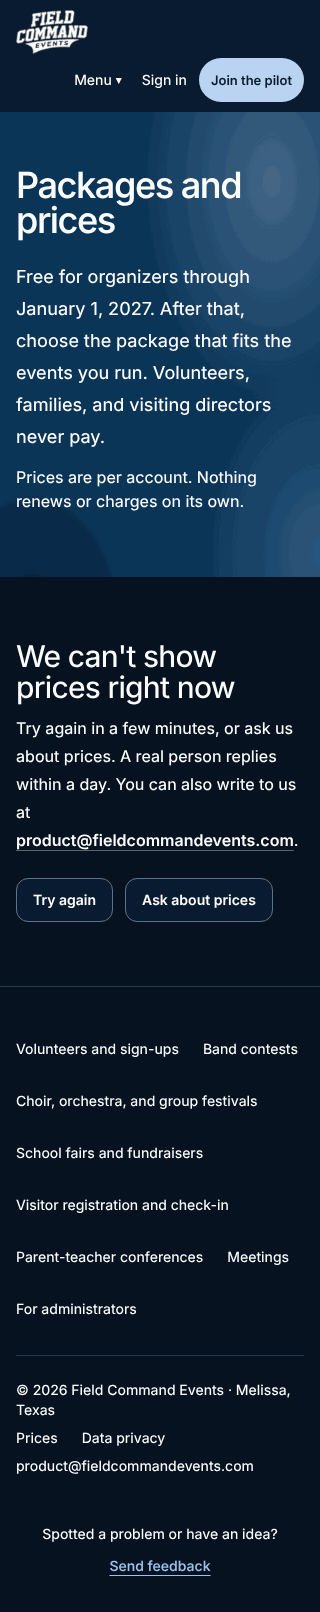 FIELD
COMMAND
EVENTS
Menu ▾
Sign in
Join the pilot
Packages and
prices
Free for organizers through
January 1, 2027. After that,
choose the package that fits the
events you run. Volunteers,
families, and visiting directors
never pay.
Prices are per account. Nothing
renews or charges on its own.
We can't show
prices right now
Try again in a few minutes, or ask us
about prices. A real person replies
within a day. You can also write to us
at
product@fieldcommandevents.com.
Try again
Ask about prices
Volunteers and sign-ups
Band contests
Choir, orchestra, and group festivals
School fairs and fundraisers
Visitor registration and check-in
Parent-teacher conferences
Meetings
For administrators
© 2026 Field Command Events · Melissa,
Texas
Prices
Data privacy
product@fieldcommandevents.com
Spotted a problem or have an idea?
Send feedback